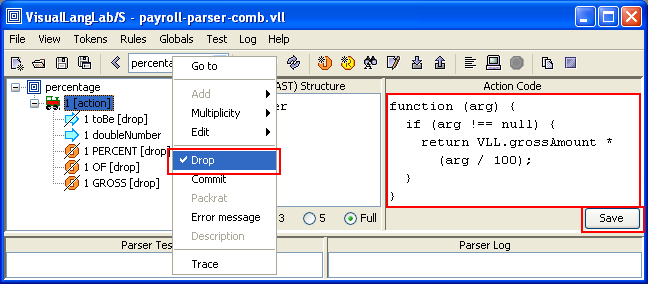 VisualLangLab/S - payroll-parser-comb.vll
File View Tokens Rules Globals Test Log Help
percenta
percentage
1 [action]
1 toBe [drop]
1 doubleNumber
1 PERCENT [drop]
1 OF [drop]
1 GROSS [drop]
Go to
Add
Multiplicity
Edit
Drop
Commit
Packrat
Error message
Description
Trace
AST) Structure
er
3 5 Full
Action Code
function (arg) {
if (arg !== null) {
return VLL.grossAmount *
(arg / 100);
}
}
Save
Parser Tes
Parser Log